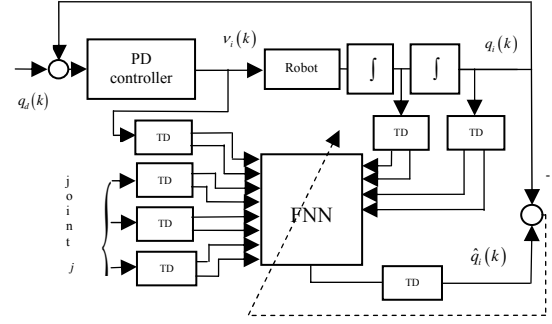 v_i(k)
q_i(k)
PD
controller
Robot
∫
∫
q_d(k)
TD
TD
TD
j
o
i
n
t
j
TD
TD
TD
FNN
-
q̂_i(k)
TD